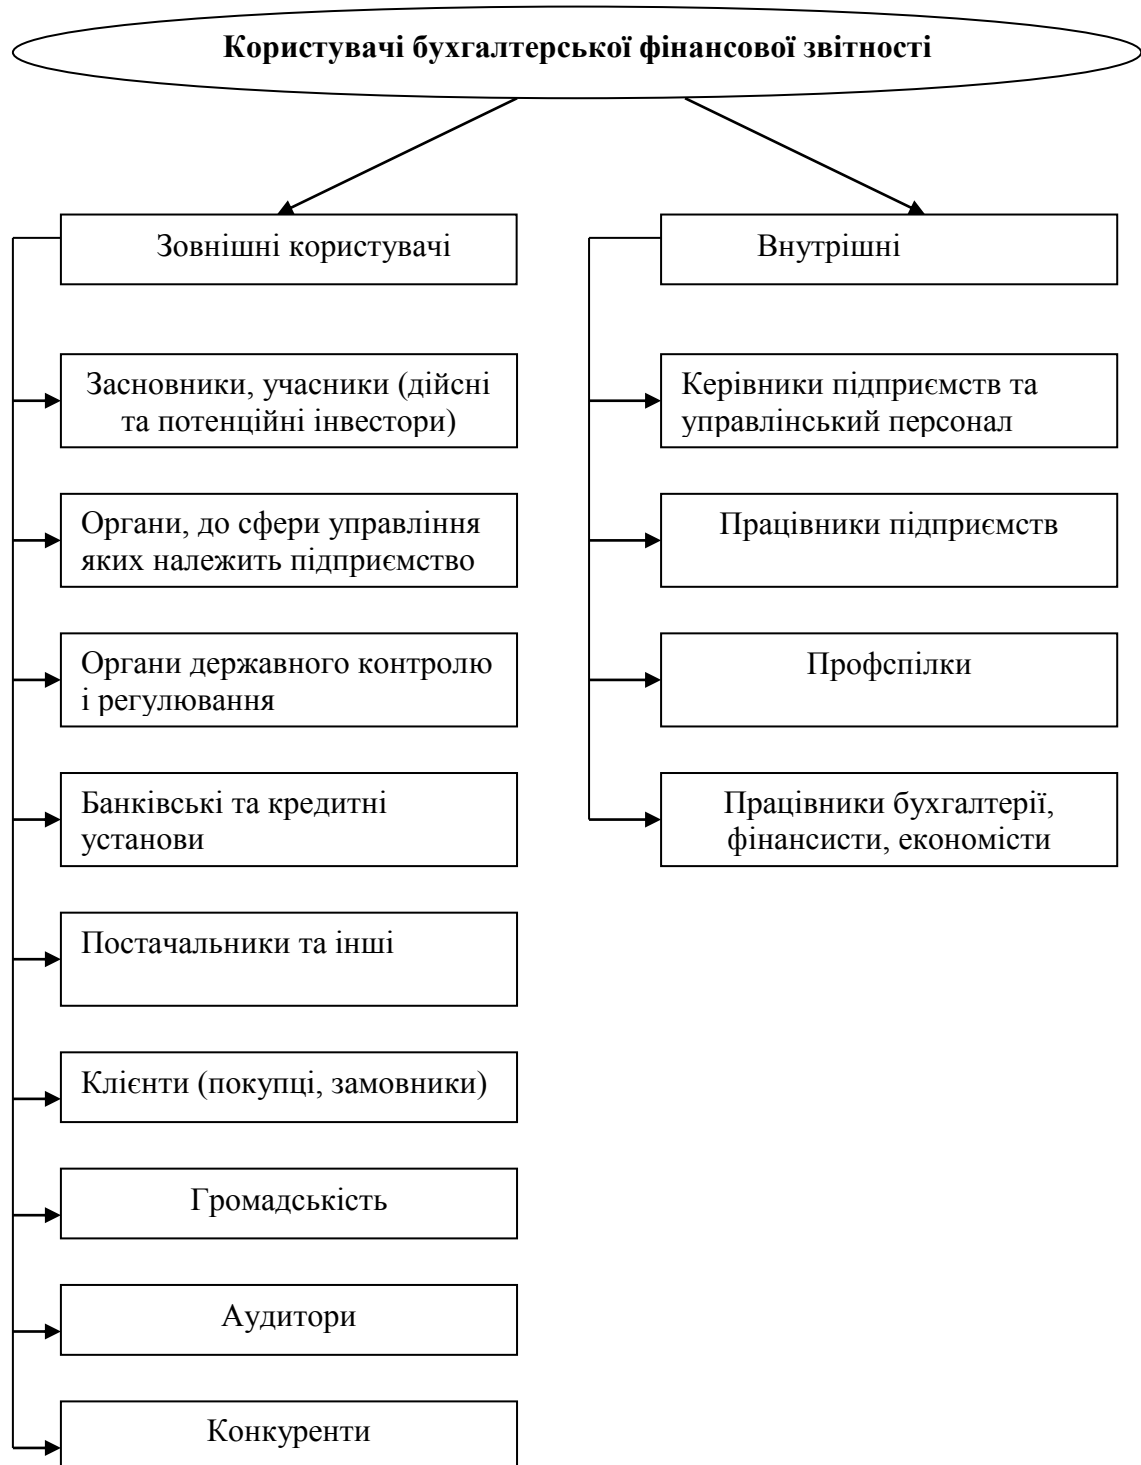 Користувачі бухгалтерської фінансової звітності
Зовнішні користувачі
Засновники, учасники (дійсні
та потенційні інвестори)
Органи, до сфери управління
яких належить підприємство
Органи державного контролю
і регулювання
Банківські та кредитні
установи
Постачальники та інші
Клієнти (покупці, замовники)
Громадськість
Аудитори
Конкуренти
Внутрішні
Керівники підприємств та
управлінський персонал
Працівники підприємств
Профспілки
Працівники бухгалтерії,
фінансисти, економісти